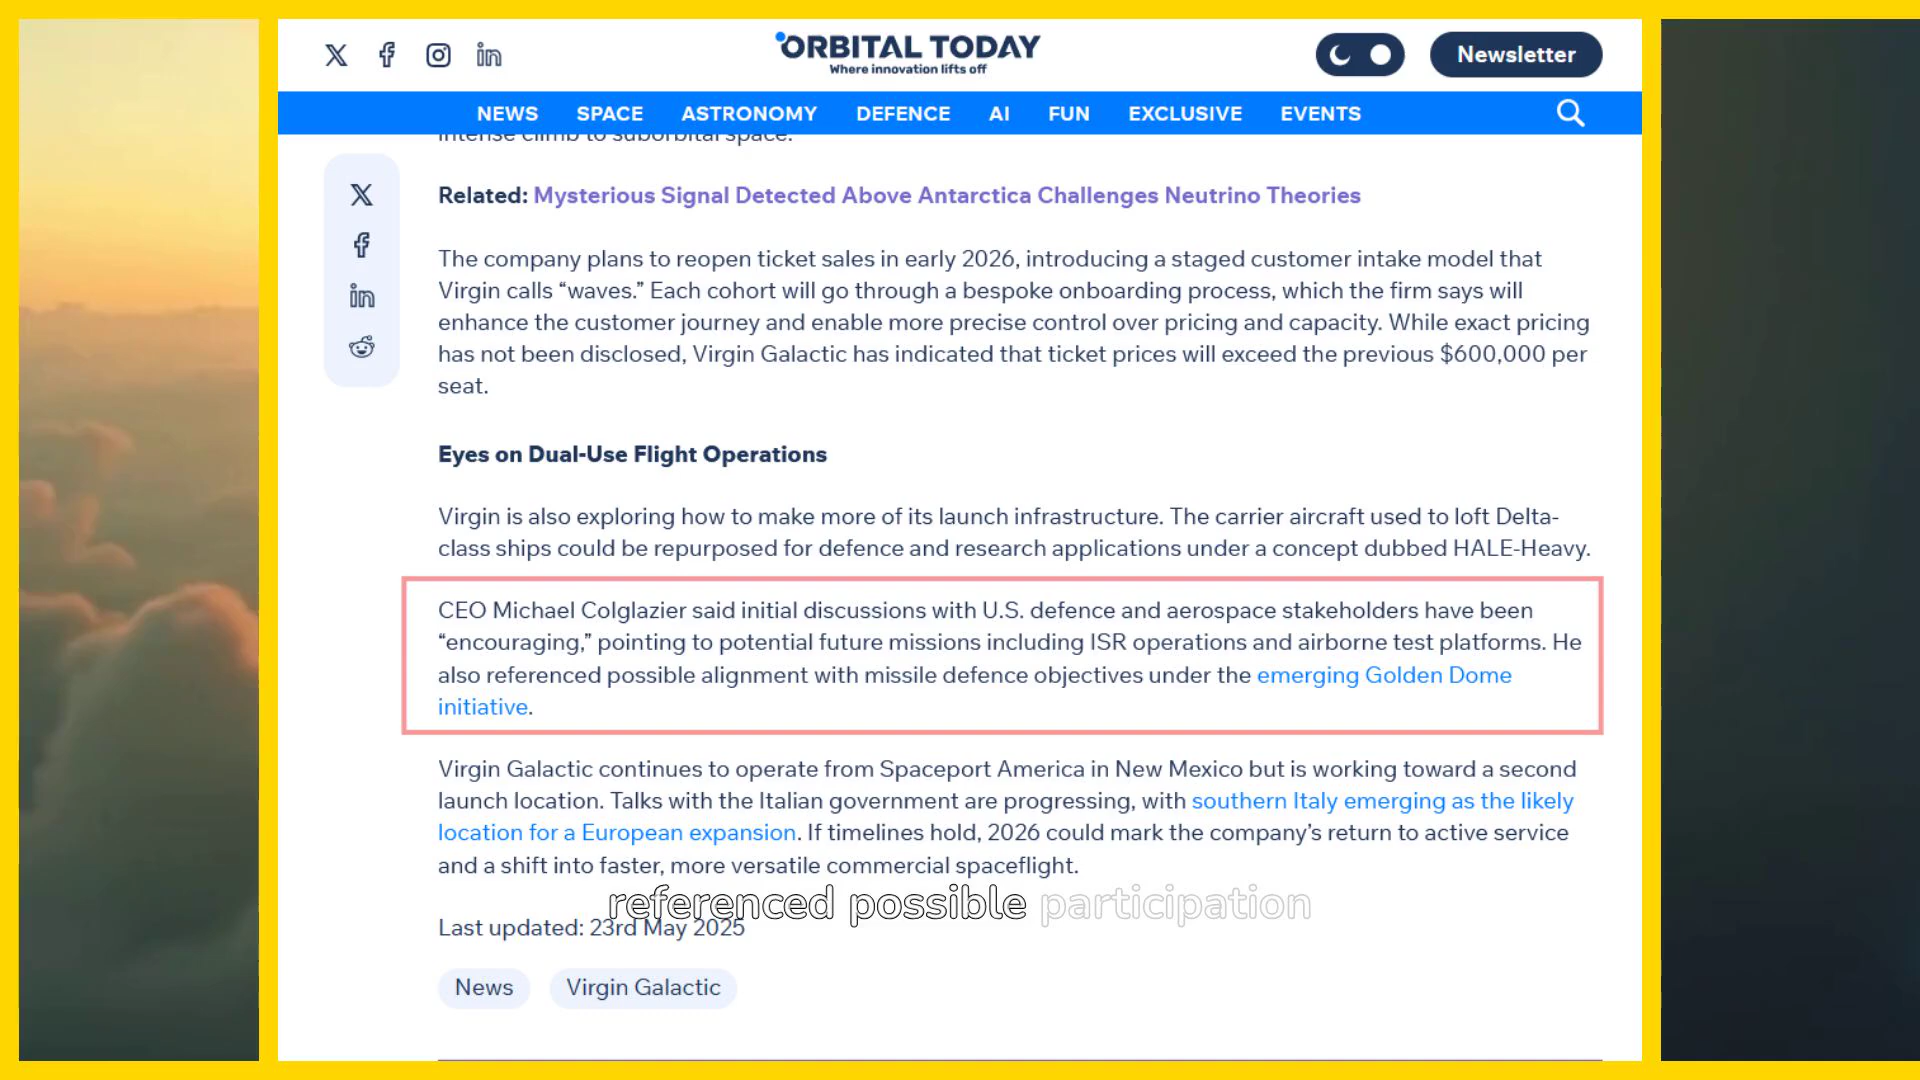 ORBITAL TODAY
Where innovation lifts off
Newsletter
NEWS SPACE ASTRONOMY DEFENCE AI FUN EXCLUSIVE EVENTS
intense climb to suborbital space.
Related: Mysterious Signal Detected Above Antarctica Challenges Neutrino Theories
The company plans to reopen ticket sales in early 2026, introducing a staged customer intake model that
Virgin calls “waves.” Each cohort will go through a bespoke onboarding process, which the firm says will
enhance the customer journey and enable more precise control over pricing and capacity. While exact pricing
has not been disclosed, Virgin Galactic has indicated that ticket prices will exceed the previous $600,000 per
seat.
Eyes on Dual-Use Flight Operations
Virgin is also exploring how to make more of its launch infrastructure. The carrier aircraft used to loft Delta-
class ships could be repurposed for defence and research applications under a concept dubbed HALE-Heavy.
CEO Michael Colglazier said initial discussions with U.S. defence and aerospace stakeholders have been
“encouraging,” pointing to potential future missions including ISR operations and airborne test platforms. He
also referenced possible alignment with missile defence objectives under the emerging Golden Dome
initiative.
Virgin Galactic continues to operate from Spaceport America in New Mexico but is working toward a second
launch location. Talks with the Italian government are progressing, with southern Italy emerging as the likely
location for a European expansion. If timelines hold, 2026 could mark the company’s return to active service
and a shift into faster, more versatile commercial spaceflight.
referenced possible participation
Last updated: 23rd May 2025
News Virgin Galactic